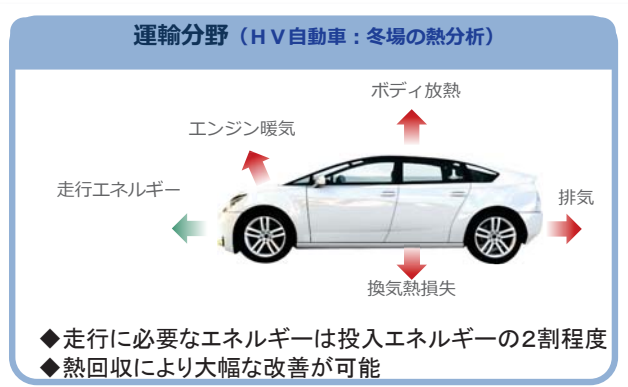 運輸分野（ＨＶ自動車：冬場の熱分析）
ボディ放熱
エンジン暖気
走行エネルギー
排気
換気熱損失
◆走行に必要なエネルギーは投入エネルギーの２割程度
◆熱回収により大幅な改善が可能